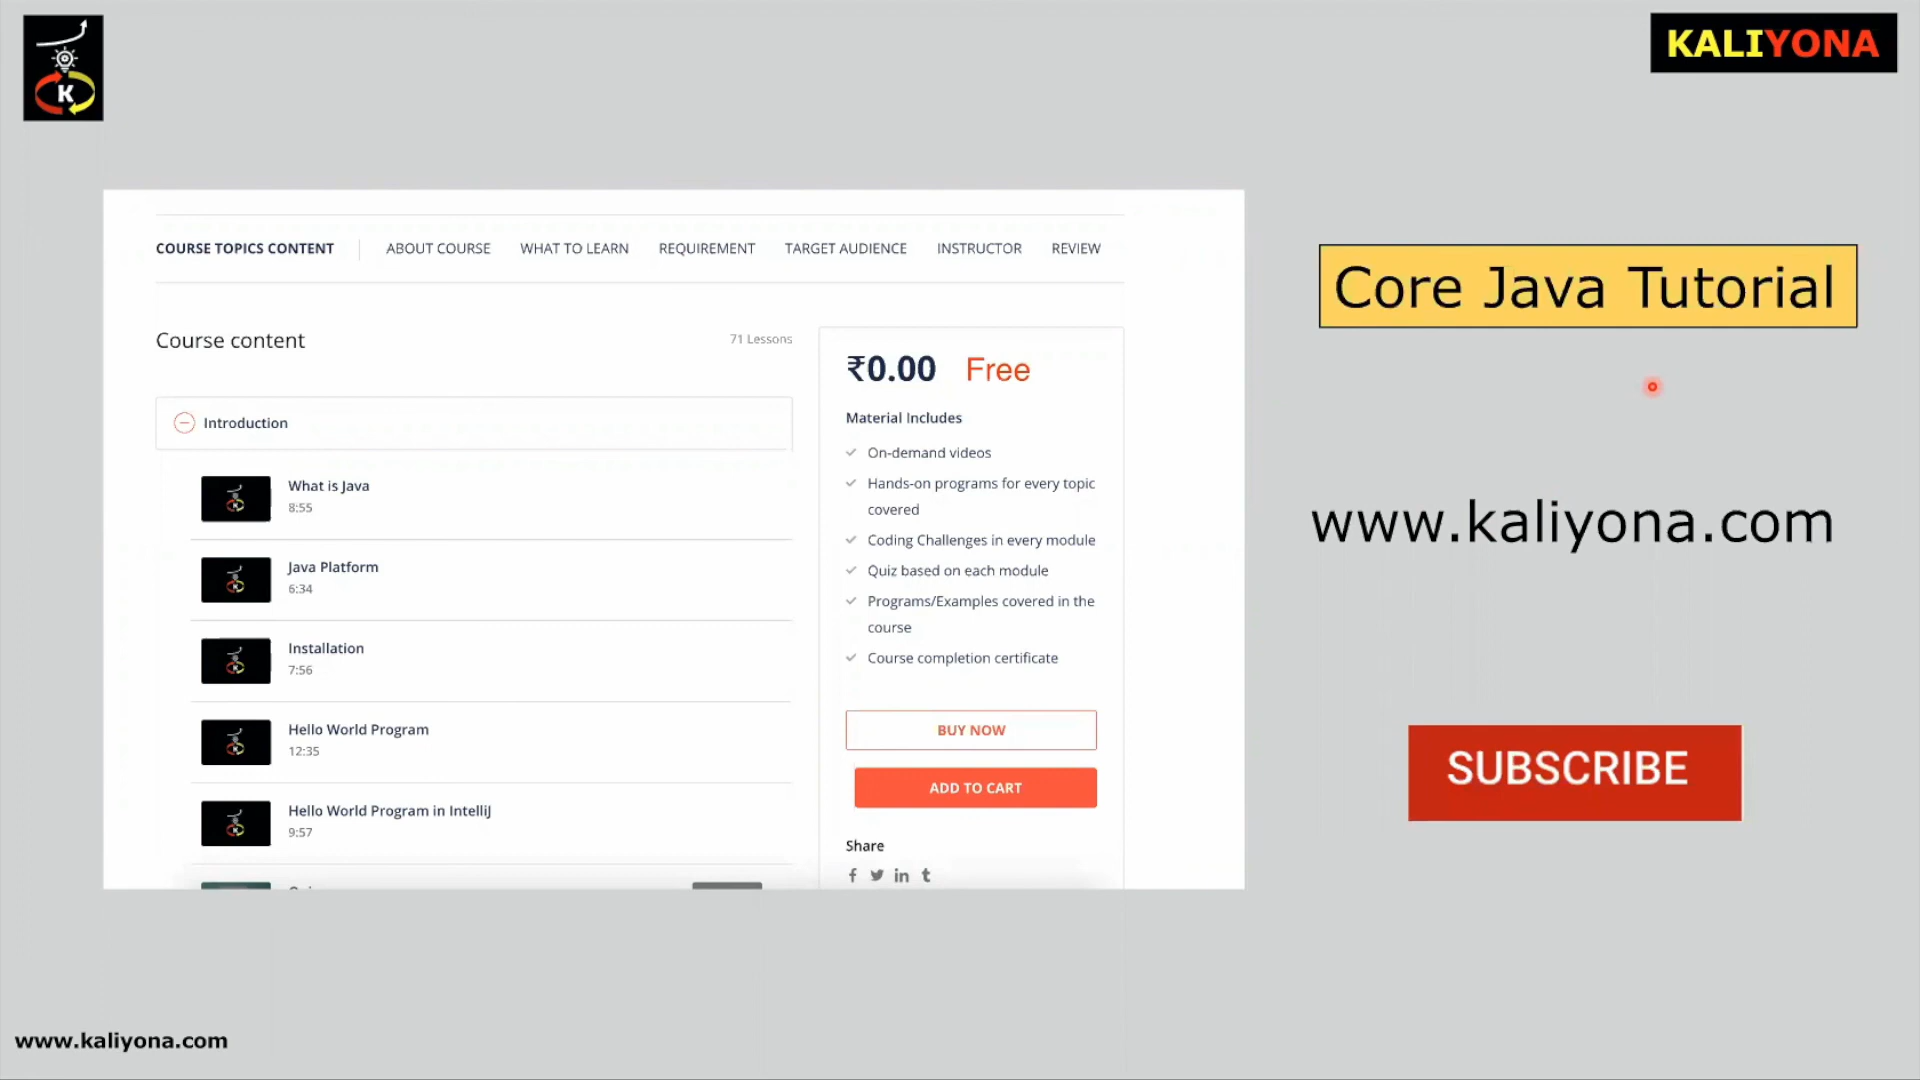 K
KALIYONA
COURSE TOPICS CONTENT ABOUT COURSE WHAT TO LEARN REQUIREMENT TARGET AUDIENCE INSTRUCTOR REVIEW
Course content 71 Lessons
Introduction
What is Java
8:55
Java Platform
6:34
Installation
7:56
Hello World Program
12:35
Hello World Program in IntelliJ
9:57
₹0.00 Free
Material Includes
On-demand videos
Hands-on programs for every topic
covered
Coding Challenges in every module
Quiz based on each module
Programs/Examples covered in the
course
Course completion certificate
BUY NOW
ADD TO CART
Share
Core Java Tutorial
www.kaliyona.com
SUBSCRIBE
www.kaliyona.com